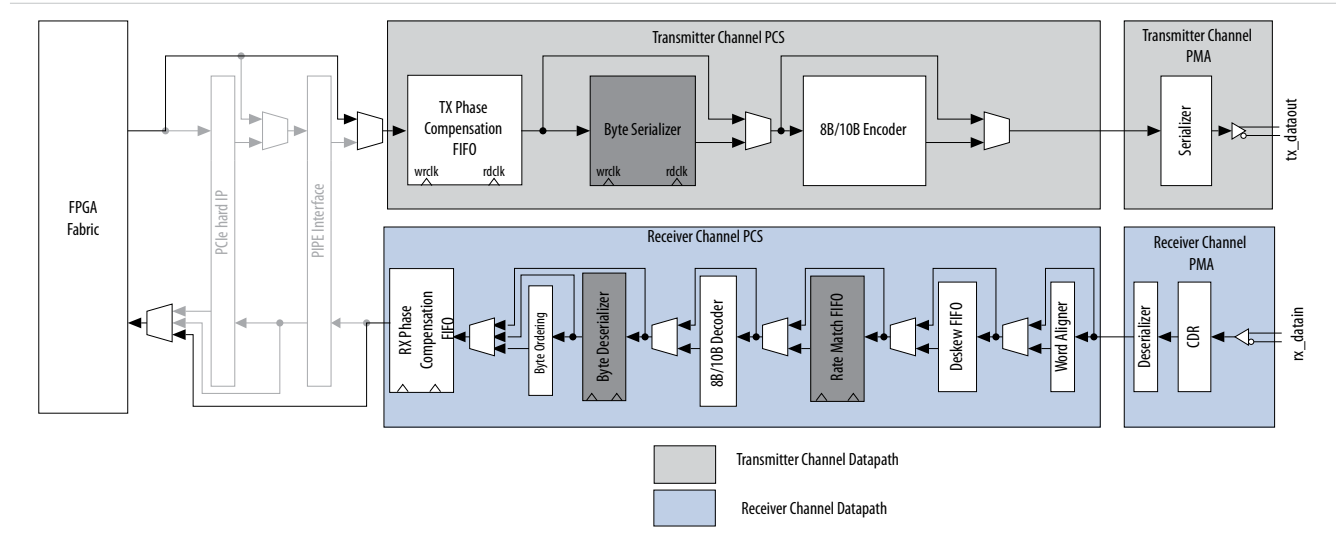 Transmitter Channel PCS
Transmitter Channel
PMA
TX Phase
Compensation
FIFO
wrclk
rdclk
Byte Serializer
wrclk
rdclk
8B/10B Encoder
Serializer
tx_dataout
FPGA
Fabric
PCIe hard IP
PIPE Interface
Receiver Channel PCS
Receiver Channel
PMA
RX Phase
Compensation
FIFO
Byte Ordering
Byte Deserializer
8B/10B Decoder
Rate Match FIFO
Deskew FIFO
Word Aligner
Deserializer
CDR
rx_datain
Transmitter Channel Datapath
Receiver Channel Datapath